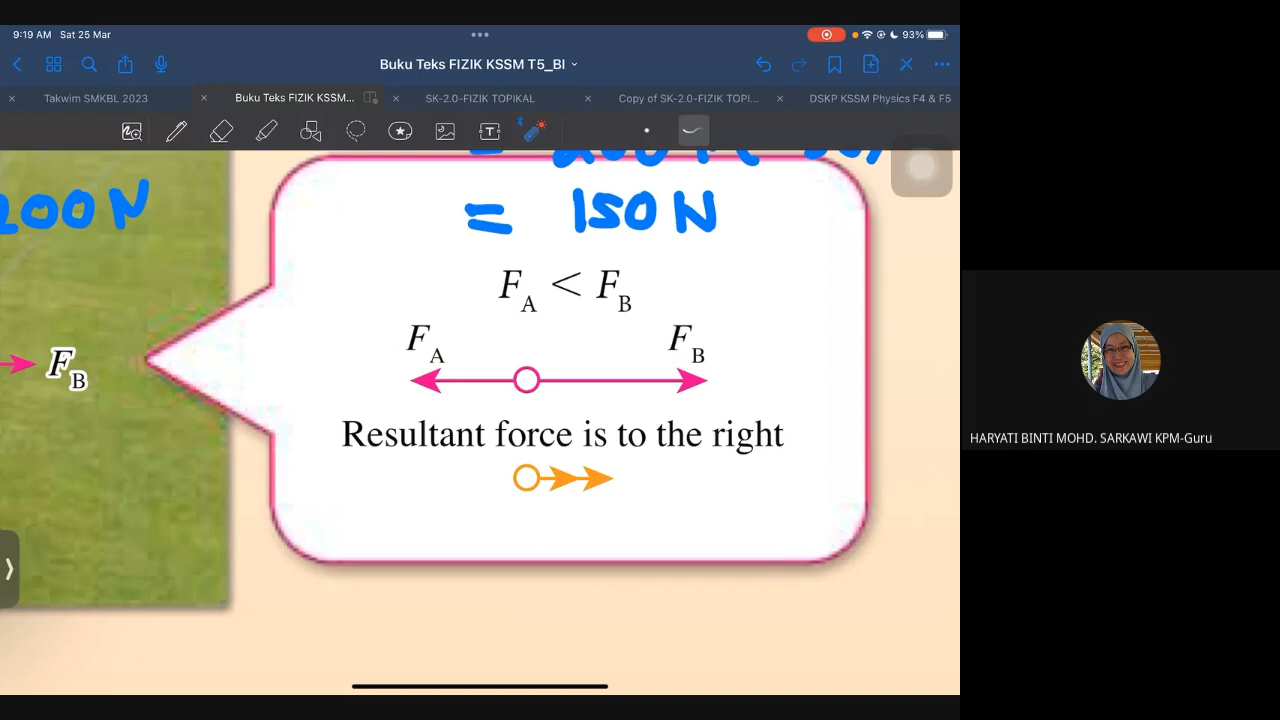 9:19 AM Sat 25 Mar
93%
Buku Teks FIZIK KSSM T5_BI
Takwim SMKBL 2023
Buku Teks FIZIK KSSM...
SK-2.0-FIZIK TOPIKAL
Copy of SK-2.0-FIZIK TOPI...
DSKP KSSM Physics F4 & F5
200 N
= 150 N
F_A < F_B
F_A F_B
F_B
Resultant force is to the right
HARYATI BINTI MOHD. SARKAWI KPM-Guru